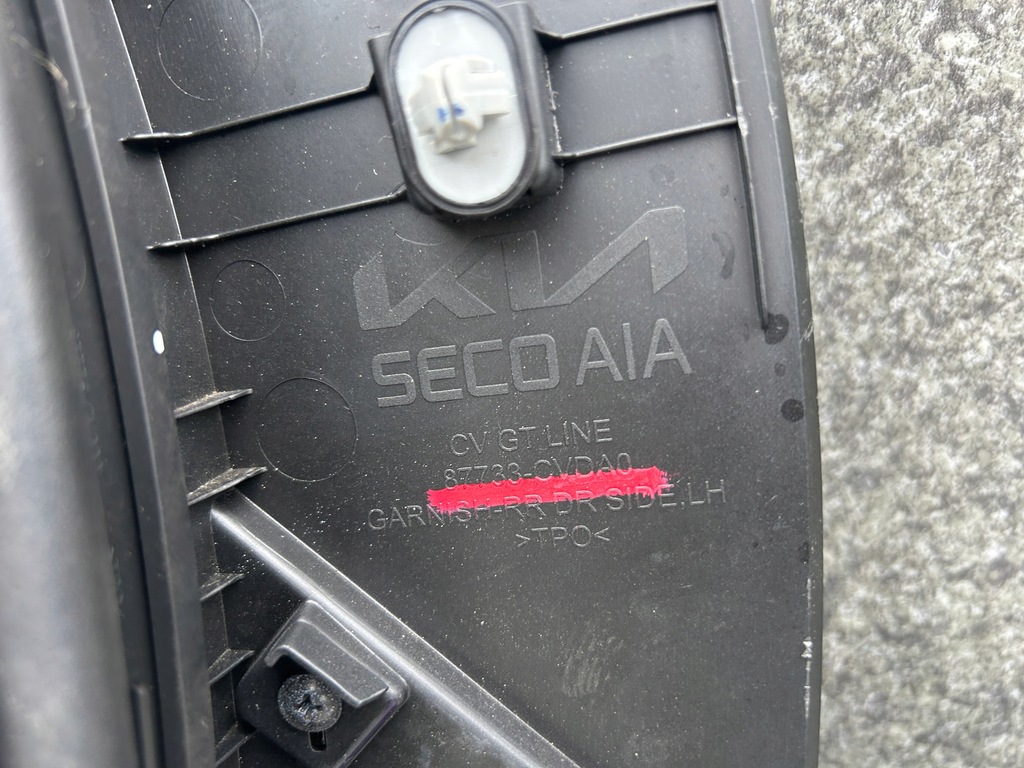 KIA
SECO AIA
CV GT LINE
87733-CVDA0
GARNISH-RR DR SIDE,LH
>TPO<